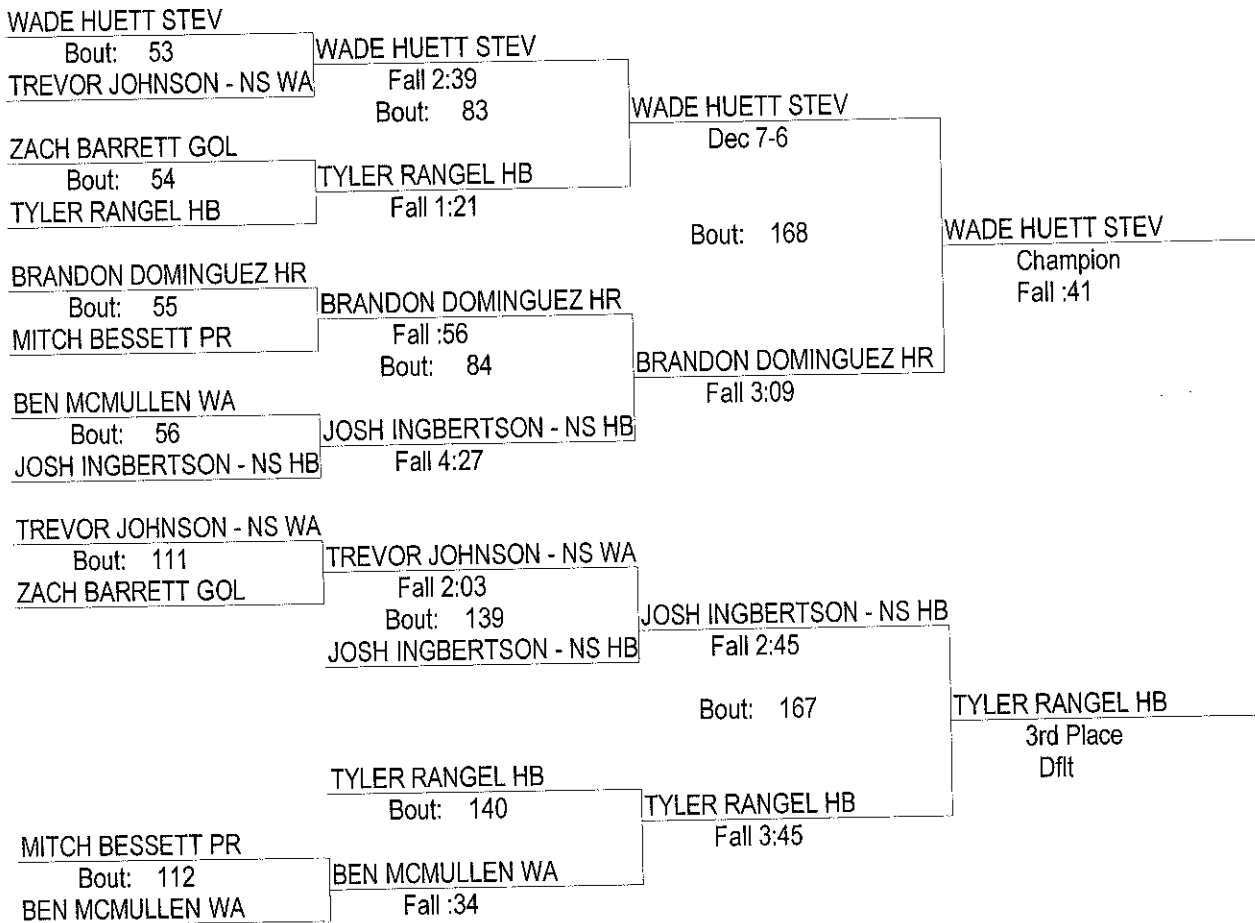 WADE HUETT STEV
Bout: 53
TREVOR JOHNSON - NS WA
WADE HUETT STEV
Fall 2:39
Bout: 83
ZACH BARRETT GOL
Bout: 54
TYLER RANGEL HB
TYLER RANGEL HB
Fall 1:21
WADE HUETT STEV
Dec 7-6
Bout: 168
BRANDON DOMINGUEZ HR
Bout: 55
MITCH BESSETT PR
BRANDON DOMINGUEZ HR
Fall :56
Bout: 84
BEN MCMULLEN WA
Bout: 56
JOSH INGBERTSON - NS HB
JOSH INGBERTSON - NS HB
Fall 4:27
BRANDON DOMINGUEZ HR
Fall 3:09
WADE HUETT STEV
Champion
Fall :41
TREVOR JOHNSON - NS WA
Bout: 111
ZACH BARRETT GOL
TREVOR JOHNSON - NS WA
Fall 2:03
Bout: 139
JOSH INGBERTSON - NS HB
JOSH INGBERTSON - NS HB
Fall 2:45
Bout: 167
TYLER RANGEL HB
Bout: 140
MITCH BESSETT PR
Bout: 112
BEN MCMULLEN WA
BEN MCMULLEN WA
Fall :34
TYLER RANGEL HB
Fall 3:45
TYLER RANGEL HB
3rd Place
Dflt